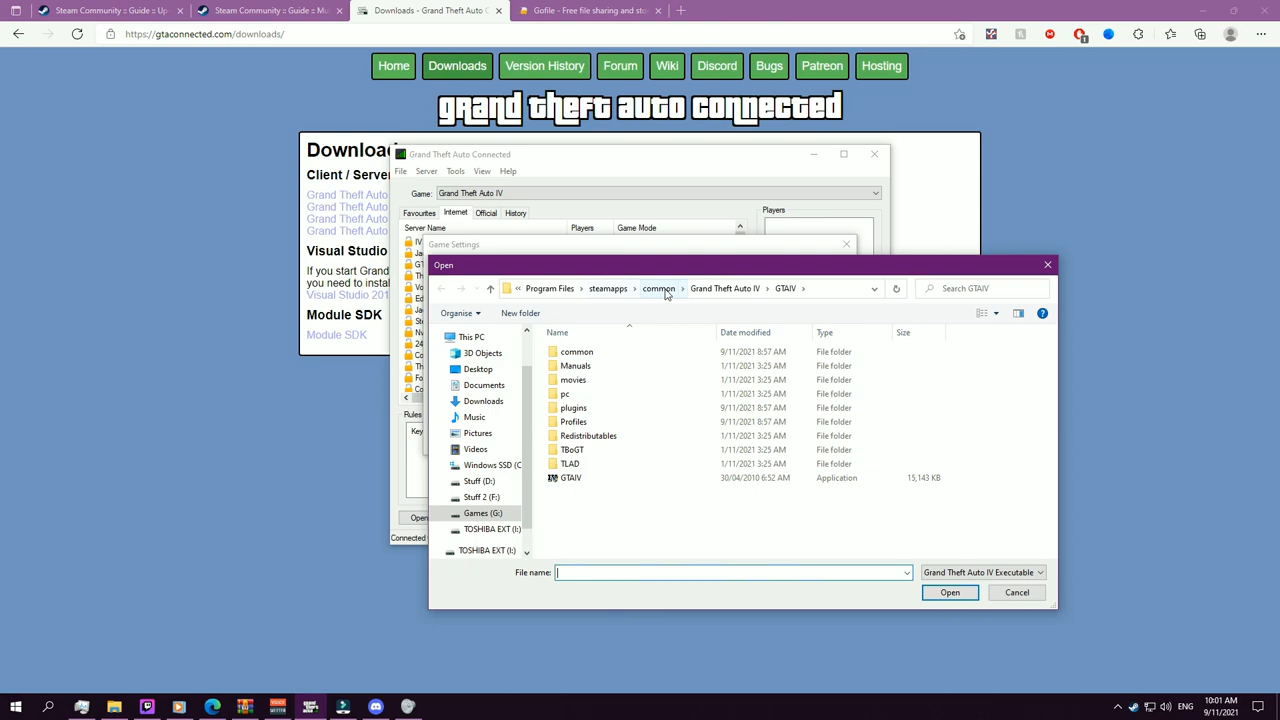 Steam Community :: Guide :: Up
Steam Community :: Guide :: Mu
Downloads - Grand Theft Auto C
Gofile - Free file sharing and sto
https://gtaconnected.com/downloads/
Home
Downloads
Version History
Forum
Wiki
Discord
Bugs
Patreon
Hosting
grand theft auto connected
Client / Server
Grand Theft Auto
Grand Theft Auto
Grand Theft Auto
Grand Theft Auto
Visual Studio
If you start Grand
you need to instal
Visual Studio 201
Module SDK
Module SDK
Grand Theft Auto Connected
File Server Tools View Help
Game: Grand Theft Auto IV
Favourites Internet Official History
Players
Server Name Players Game Mode
Game Settings
Rules
Key
Open
Connected
Open
« Program Files › steamapps › common › Grand Theft Auto IV › GTAIV ›
Search GTAIV
Organise New folder
This PC
3D Objects
Desktop
Documents
Downloads
Music
Pictures
Videos
Windows SSD (C
Stuff (D:)
Stuff 2 (F:)
Games (G:)
TOSHIBA EXT (I:)
TOSHIBA EXT (I:)
Name Date modified Type Size
common 9/11/2021 8:57 AM File folder
Manuals 1/11/2021 3:25 AM File folder
movies 1/11/2021 3:25 AM File folder
pc 1/11/2021 3:25 AM File folder
plugins 9/11/2021 8:57 AM File folder
Profiles 9/11/2021 8:57 AM File folder
Redistributables 1/11/2021 3:25 AM File folder
TBoGT 1/11/2021 3:25 AM File folder
TLAD 1/11/2021 3:25 AM File folder
GTAIV 30/04/2010 6:52 AM Application 15,143 KB
File name:
Grand Theft Auto IV Executable
Open
Cancel
ENG
10:01 AM
9/11/2021